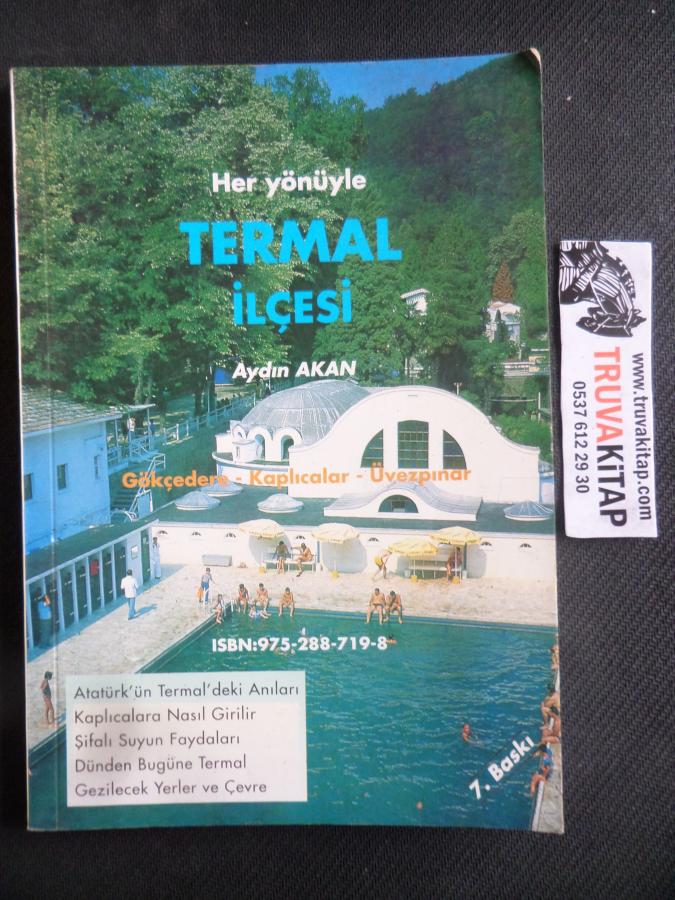 Her yönüyle
TERMAL
İLÇESİ
Aydın AKAN
Gökçedere - Kaplıcalar - Üvezpınar
ISBN:975-288-719-8
Atatürk'ün Termal'deki Anıları
Kaplıcalara Nasıl Girilir
Şifalı Suyun Faydaları
Dünden Bugüne Termal
Gezilecek Yerler ve Çevre
7. Baskı
www.truvakitap.com
TRUVAKİTAP
0537 612 29 30